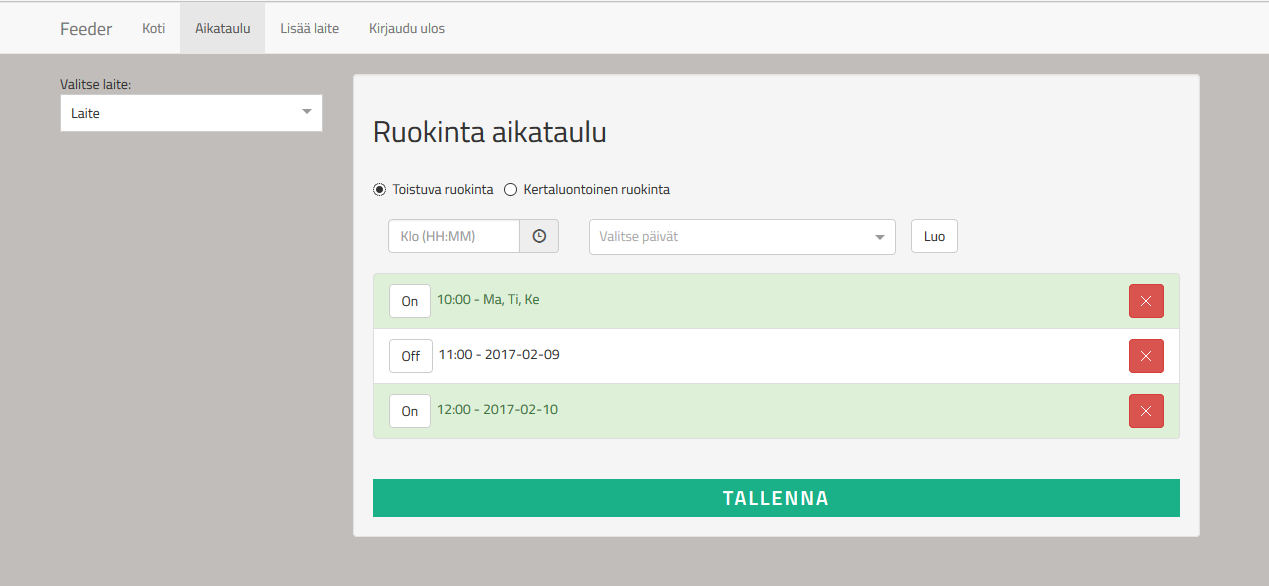 Feeder Koti Aikataulu Lisää laite Kirjaudu ulos
Valitse laite:
Laite
Ruokinta aikataulu
Toistuva ruokinta Kertaluontoinen ruokinta
Klo (HH:MM) Valitse päivät Luo
On 10:00 - Ma, Ti, Ke
Off 11:00 - 2017-02-09
On 12:00 - 2017-02-10
TALLENNA